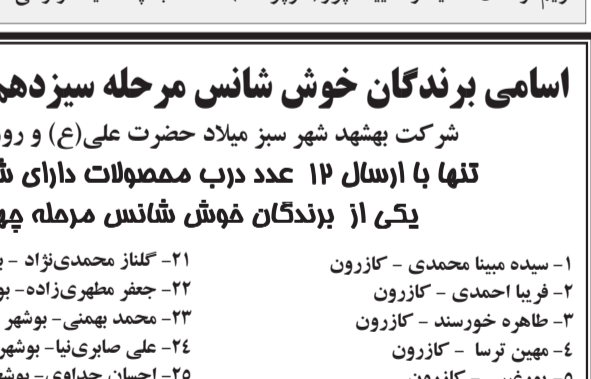 اسامی برندگان خوش شانس مرحله سیزدهم
شرکت بهشهد شهر سبز میلاد حضرت علی(ع) و
تنها با ارسال ۱۲ عدد درب محصولات دارای
یکی از برندگان خوش شانس مرحله
۱- سیده مبینا محمدی - کازرون
۲- فریبا احمدی - کازرون
۳- طاهره خورسند - کازرون
٤- مهین ترسا - کازرون
۲۱- گلناز محمدی‌نژاد -
۲۲- جعفر مطهری‌زاده-
۲۳- محمد بهمنی- بوشهر
۲٤- علی صابری‌نیا- بوشهر
۲۵- احسان